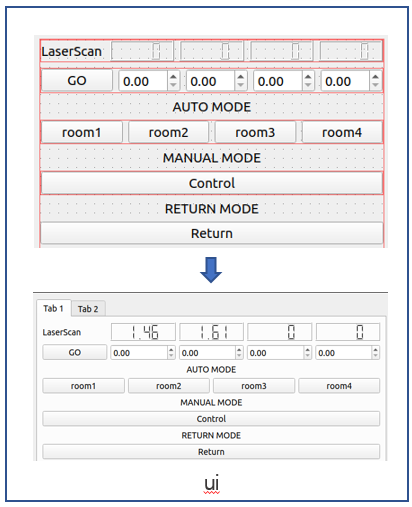 LaserScan 0 0 0 0
GO 0.00 0.00 0.00 0.00
AUTO MODE
room1 room2 room3 room4
MANUAL MODE
Control
RETURN MODE
Return
Tab 1 Tab 2
LaserScan 1.46 1.61 0 0
GO 0.00 0.00 0.00 0.00
AUTO MODE
room1 room2 room3 room4
MANUAL MODE
Control
RETURN MODE
Return
ui